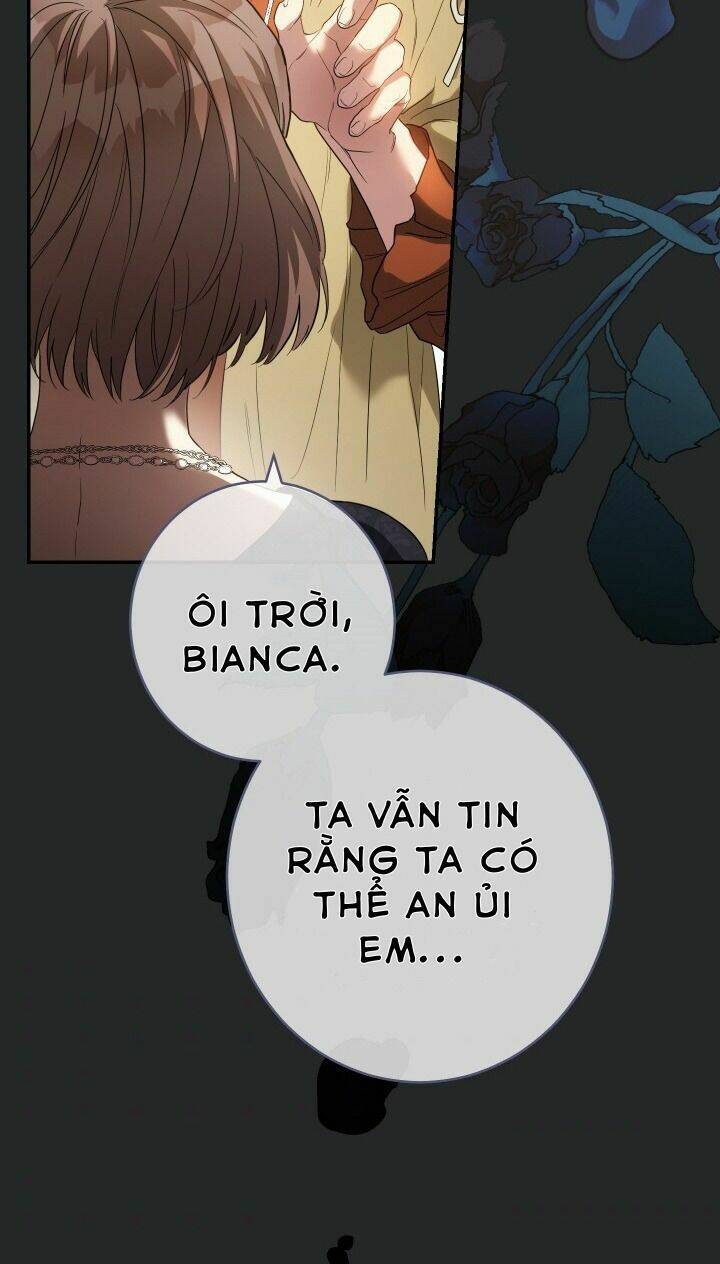 ÔI TRỜI,
BIANCA.
TA VẪN TIN
RẰNG TA CÓ
THỂ AN ỦI
EM...